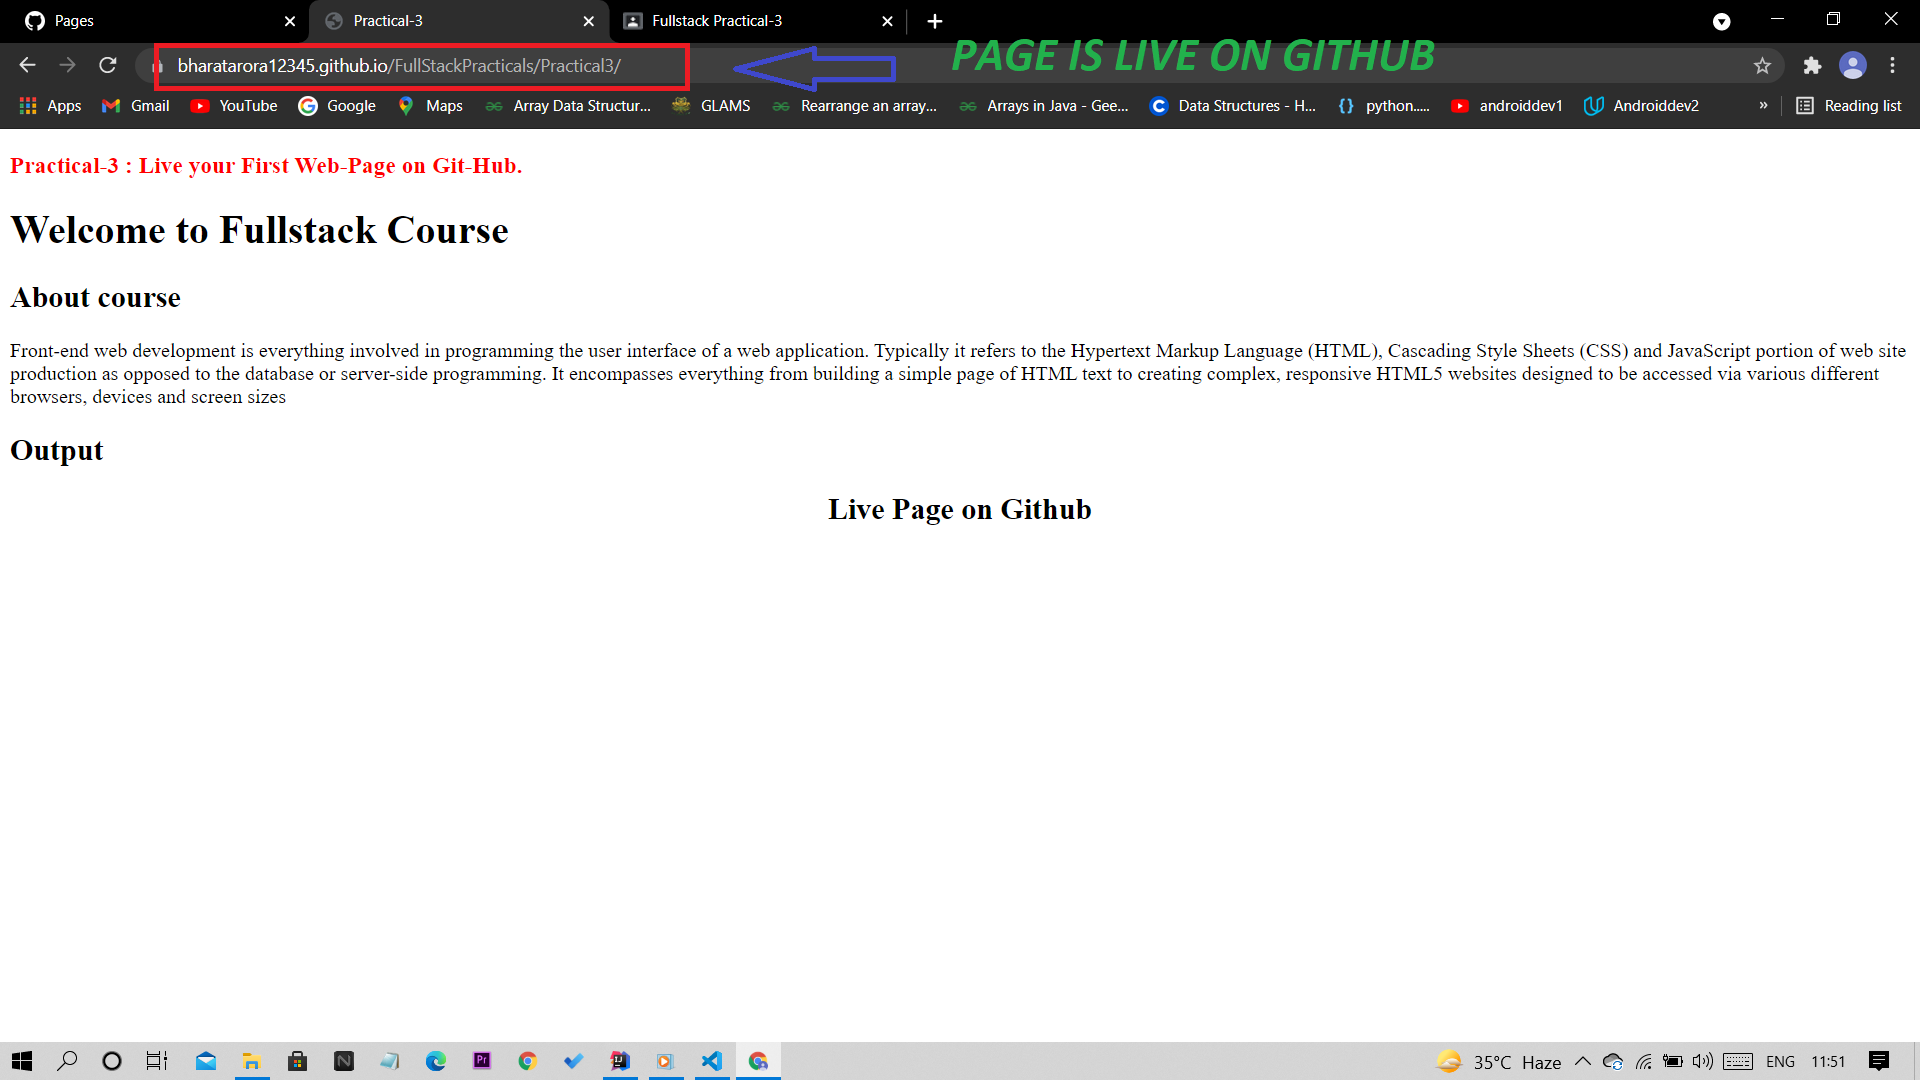 Pages
Practical-3
Fullstack Practical-3
bharatarora12345.github.io/FullStackPracticals/Practical3/
PAGE IS LIVE ON GITHUB
Apps Gmail YouTube Google Maps Array Data Structur... GLAMS Rearrange an array... Arrays in Java - Gee... Data Structures - H... python..... androiddev1 Androiddev2 » Reading list
Practical-3 : Live your First Web-Page on Git-Hub.
Welcome to Fullstack Course
About course
Front-end web development is everything involved in programming the user interface of a web application. Typically it refers to the Hypertext Markup Language (HTML), Cascading Style Sheets (CSS) and JavaScript portion of web site
production as opposed to the database or server-side programming. It encompasses everything from building a simple page of HTML text to creating complex, responsive HTML5 websites designed to be accessed via various different
browsers, devices and screen sizes
Output
Live Page on Github
35°C Haze ENG 11:51